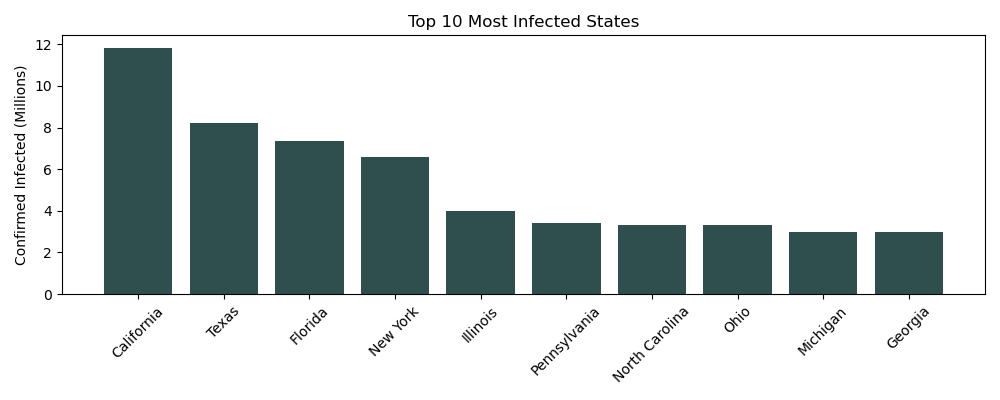 Top 10 Most Infected States
Confirmed Infected (Millions)
12
10
8
6
4
2
0
California
Texas
Florida
New York
Illinois
Pennsylvania
North Carolina
Ohio
Michigan
Georgia